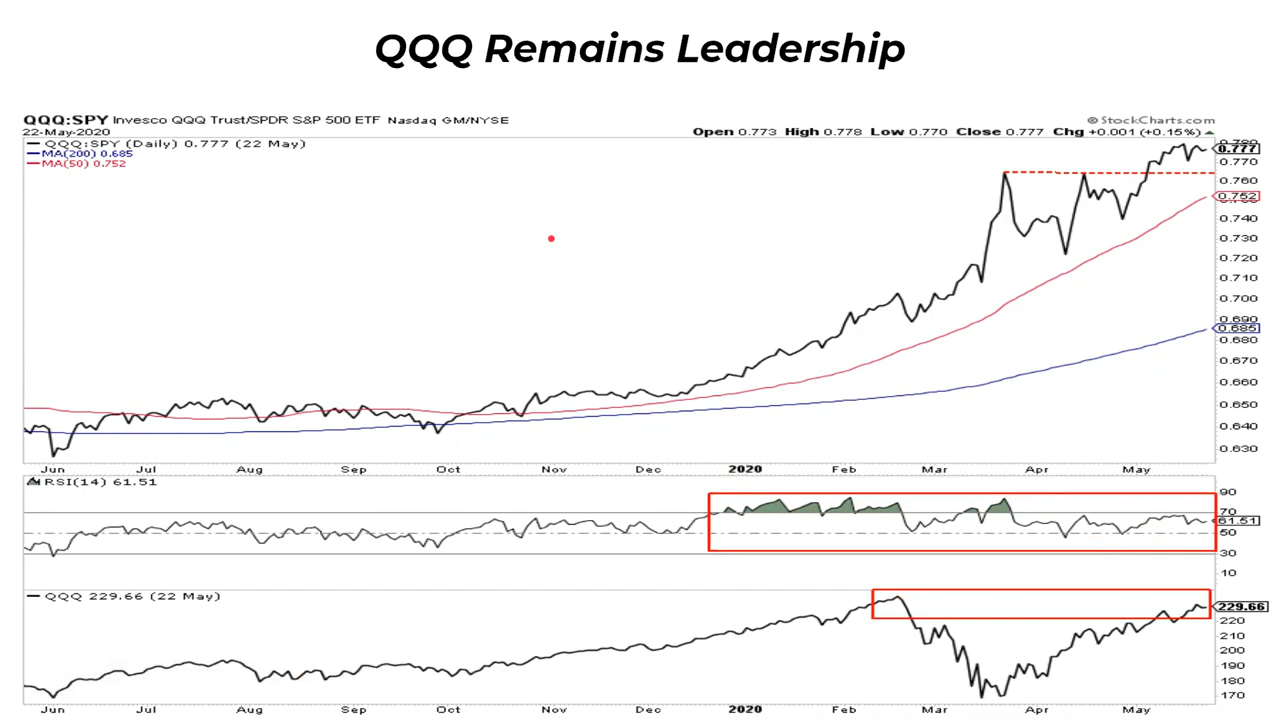 QQQ Remains Leadership
QQQ:SPY Invesco QQQ Trust/SPDR S&P 500 ETF Nasdaq GM/NYSE
© StockCharts.com
22-May-2020
Open 0.773 High 0.778 Low 0.770 Close 0.777 Chg +0.001 (+0.15%)
QQQ:SPY (Daily) 0.777 (22 May)
MA(200) 0.685
MA(50) 0.752
0.780
0.777
0.770
0.760
0.752
0.740
0.730
0.720
0.710
0.700
0.690
0.685
0.680
0.670
0.660
0.650
0.640
0.630
Jun Jul Aug Sep Oct Nov Dec 2020 Feb Mar Apr May
RSI(14) 61.51
90
70
61.51
50
30
10
QQQ 229.66 (22 May)
229.66
220
210
200
190
180
170
Jun Jul Aug Sep Oct Nov Dec 2020 Feb Mar Apr May